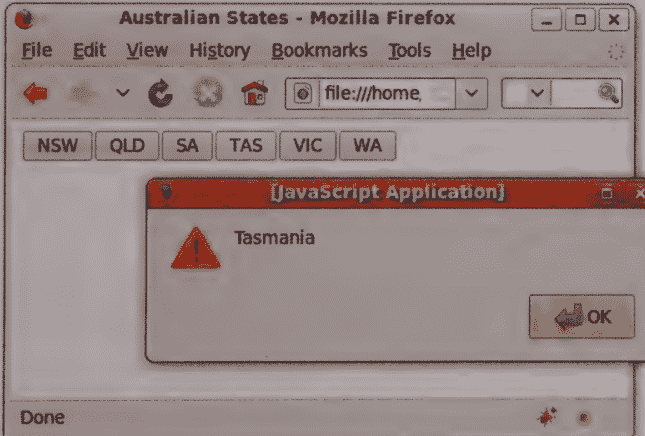 Australian States - Mozilla Firefox
File Edit View History Bookmarks Tools Help
file:///home
NSW QLD SA TAS VIC WA
[JavaScript Application]
Tasmania
OK
Done